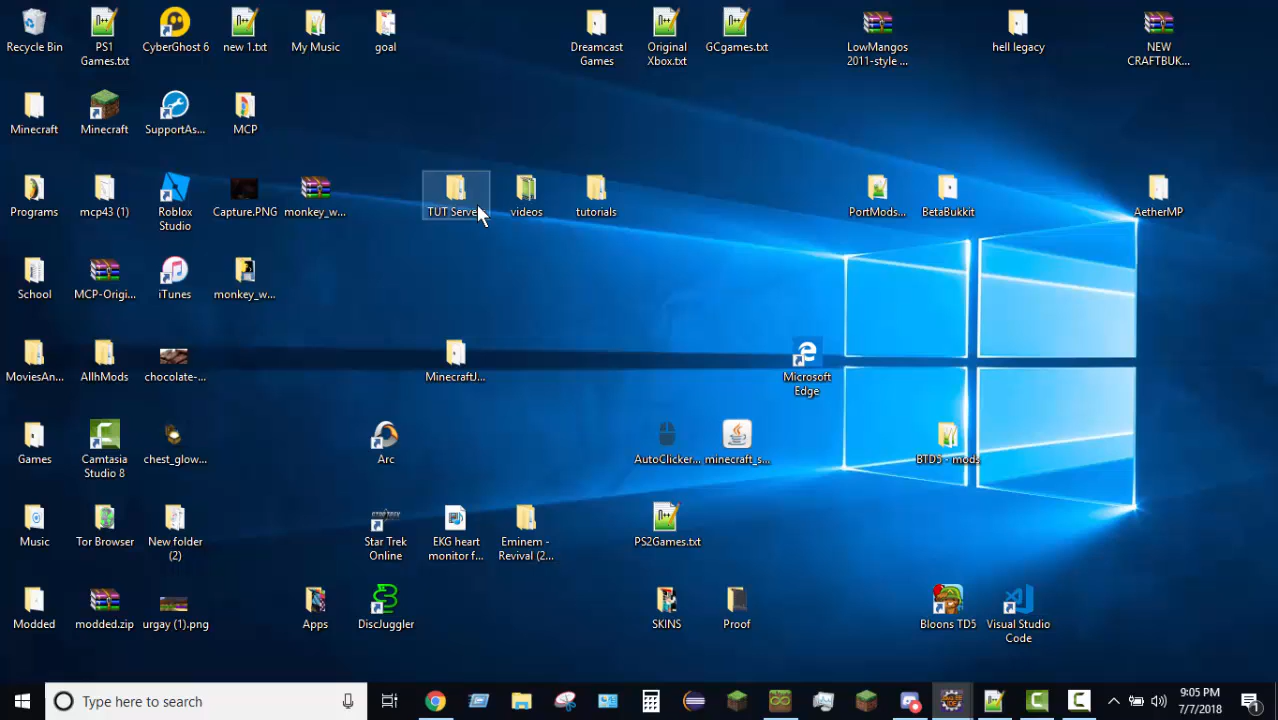 Recycle Bin
PS1
Games.txt
CyberGhost 6
new 1.txt
My Music
goal
Dreamcast
Games
Original
Xbox.txt
GCgames.txt
LowMangos
2011-style ...
hell legacy
NEW
CRAFTBUK...
Minecraft
Minecraft
SupportAs...
MCP
Programs
mcp43 (1)
Roblox
Studio
Capture.PNG
monkey_w...
TUT Serve
videos
tutorials
PortMods...
BetaBukkit
AetherMP
School
MCP-Origi...
iTunes
monkey_w...
MoviesAn...
AllhMods
chocolate-...
MinecraftJ...
Microsoft
Edge
Games
Camtasia
Studio 8
chest_glow...
Arc
AutoClicker...
minecraft_s...
BTD5 - mods
Music
Tor Browser
New folder
(2)
Star Trek
Online
EKG heart
monitor f...
Eminem -
Revival (2...
PS2Games.txt
Modded
modded.zip
urgay (1).png
Apps
DiscJuggler
SKINS
Proof
Bloons TD5
Visual Studio
Code
Type here to search
9:05 PM
7/7/2018
1